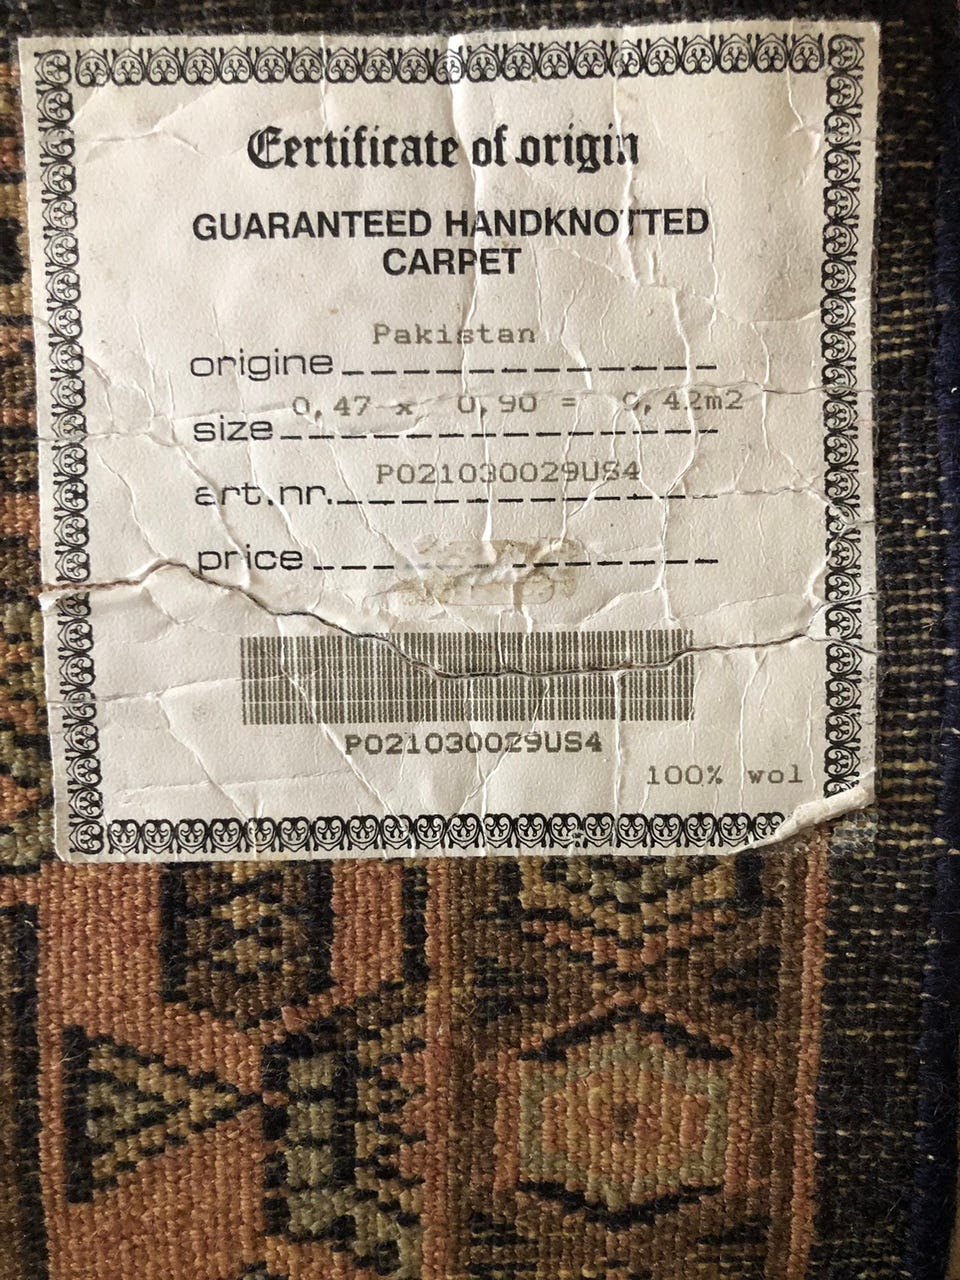 Certificate of origin
GUARANTEED HANDKNOTTED
CARPET
Pakistan
origine
0,47 x 0,90 = 0,42m2
size
P021030029US4
art.nr.
price
P021030029US4
100% wol